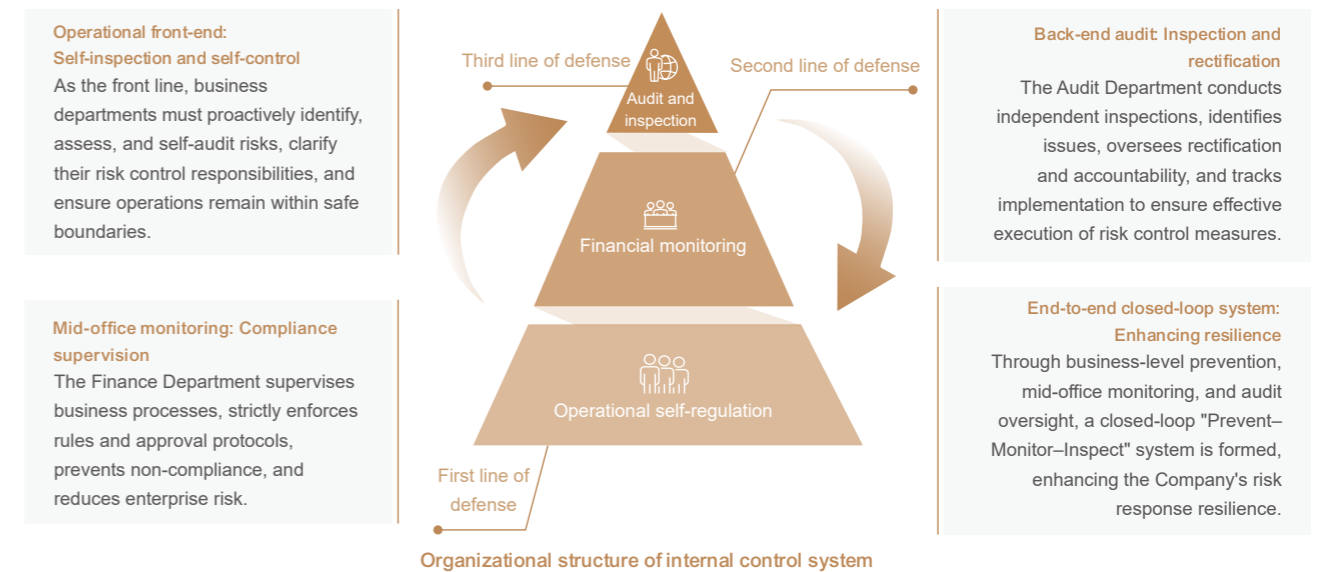 Operational front-end:
Self-inspection and self-control
As the front line, business
departments must proactively identify,
assess, and self-audit risks, clarify
their risk control responsibilities, and
ensure operations remain within safe
boundaries.
Mid-office monitoring: Compliance
supervision
The Finance Department supervises
business processes, strictly enforces
rules and approval protocols,
prevents non-compliance, and
reduces enterprise risk.
Third line of defense
Second line of defense
Audit and
inspection
Financial monitoring
Operational self-regulation
First line of
defense
Back-end audit: Inspection and
rectification
The Audit Department conducts
independent inspections, identifies
issues, oversees rectification
and accountability, and tracks
implementation to ensure effective
execution of risk control measures.
End-to-end closed-loop system:
Enhancing resilience
Through business-level prevention,
mid-office monitoring, and audit
oversight, a closed-loop "Prevent–
Monitor–Inspect" system is formed,
enhancing the Company's risk
response resilience.
Organizational structure of internal control system